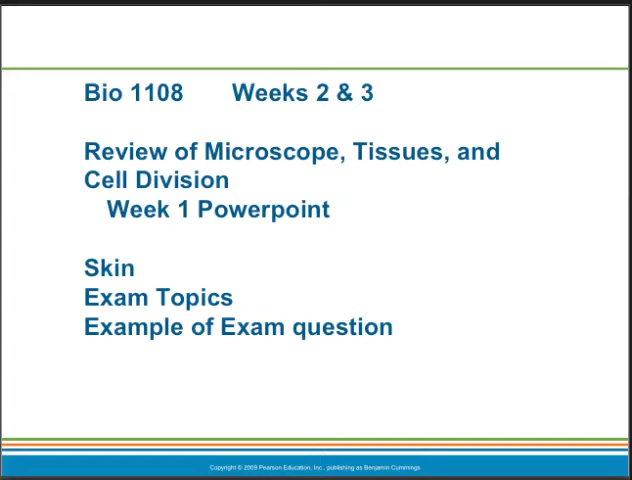 Bio 1108 Weeks 2 & 3
Review of Microscope, Tissues, and
Cell Division
Week 1 Powerpoint
Skin
Exam Topics
Example of Exam question
Copyright © 2009 Pearson Education, Inc., publishing as Benjamin Cummings